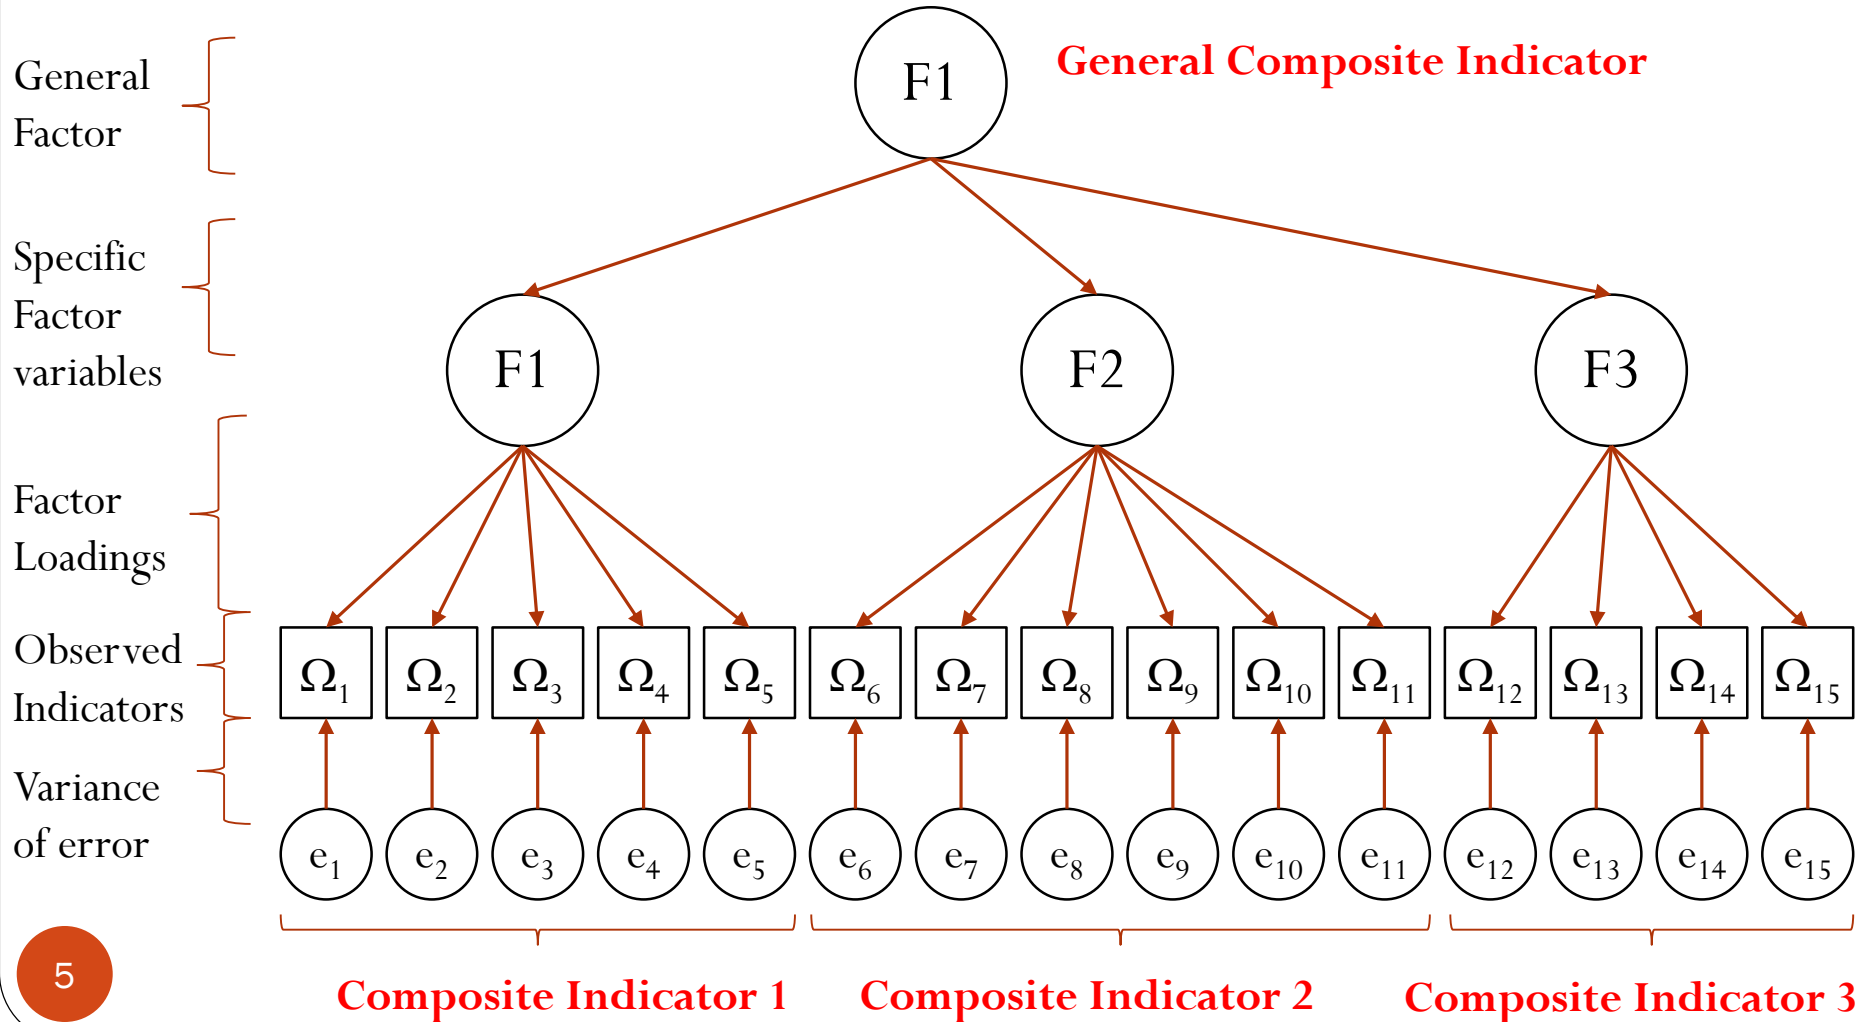 General
Factor
F1
General Composite Indicator
Specific
Factor
variables
F1
F2
F3
Factor
Loadings
Observed
Indicators
Ω1 Ω2 Ω3 Ω4 Ω5 Ω6 Ω7 Ω8 Ω9 Ω10 Ω11 Ω12 Ω13 Ω14 Ω15
Variance
of error
e1 e2 e3 e4 e5 e6 e7 e8 e9 e10 e11 e12 e13 e14 e15
5
Composite Indicator 1
Composite Indicator 2
Composite Indicator 3